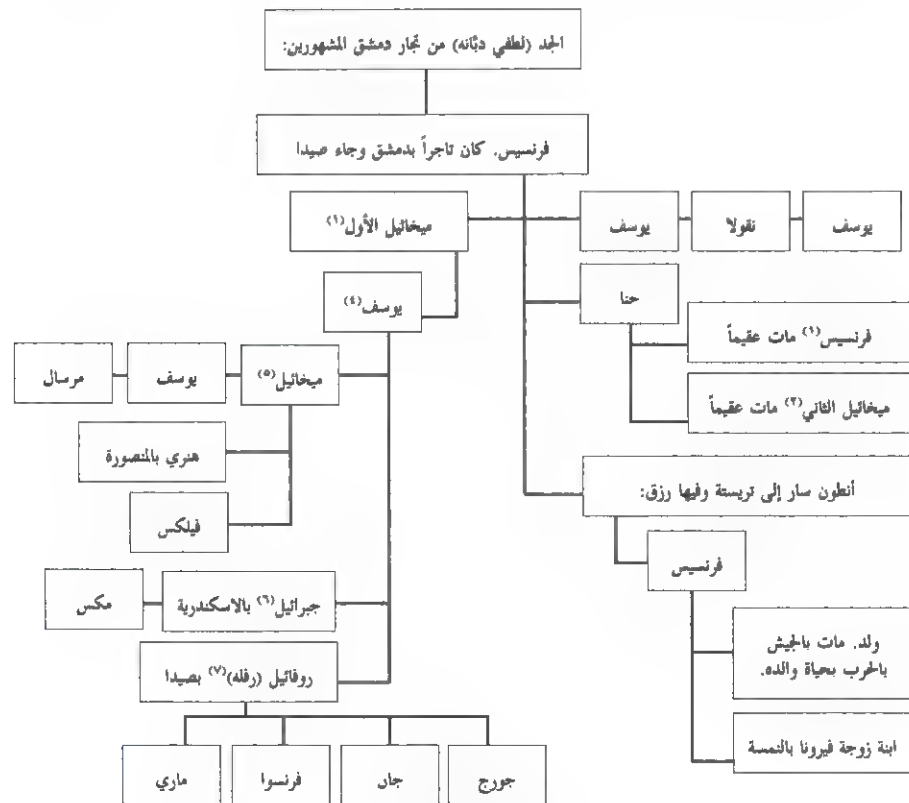 الجد (لطفي دبّانه) من تجار دمشق المشهورين:
فرنسيس. كان تاجراً بدمشق وجاء صيدا
ميخائيل الأول(١)
يوسف
نقولا
يوسف
حنا
فرنسيس(٢) مات عقيماً
ميخائيل الثاني(٣) مات عقيماً
أنطون سار إلى تريستة وفيها رزق:
فرنسيس
ولد. مات بالجيش
بالحرب بحياة والده.
ابنة زوجة فيرونا بالنمسة
يوسف(٤)
ميخائيل(٥)
يوسف
مرسال
هنري بالمنصورة
فيلكس
جبرائيل(٦) بالاسكندرية
مكس
روفائيل (رفله)(٧) بصيدا
جورج
جان
فرنسوا
ماري